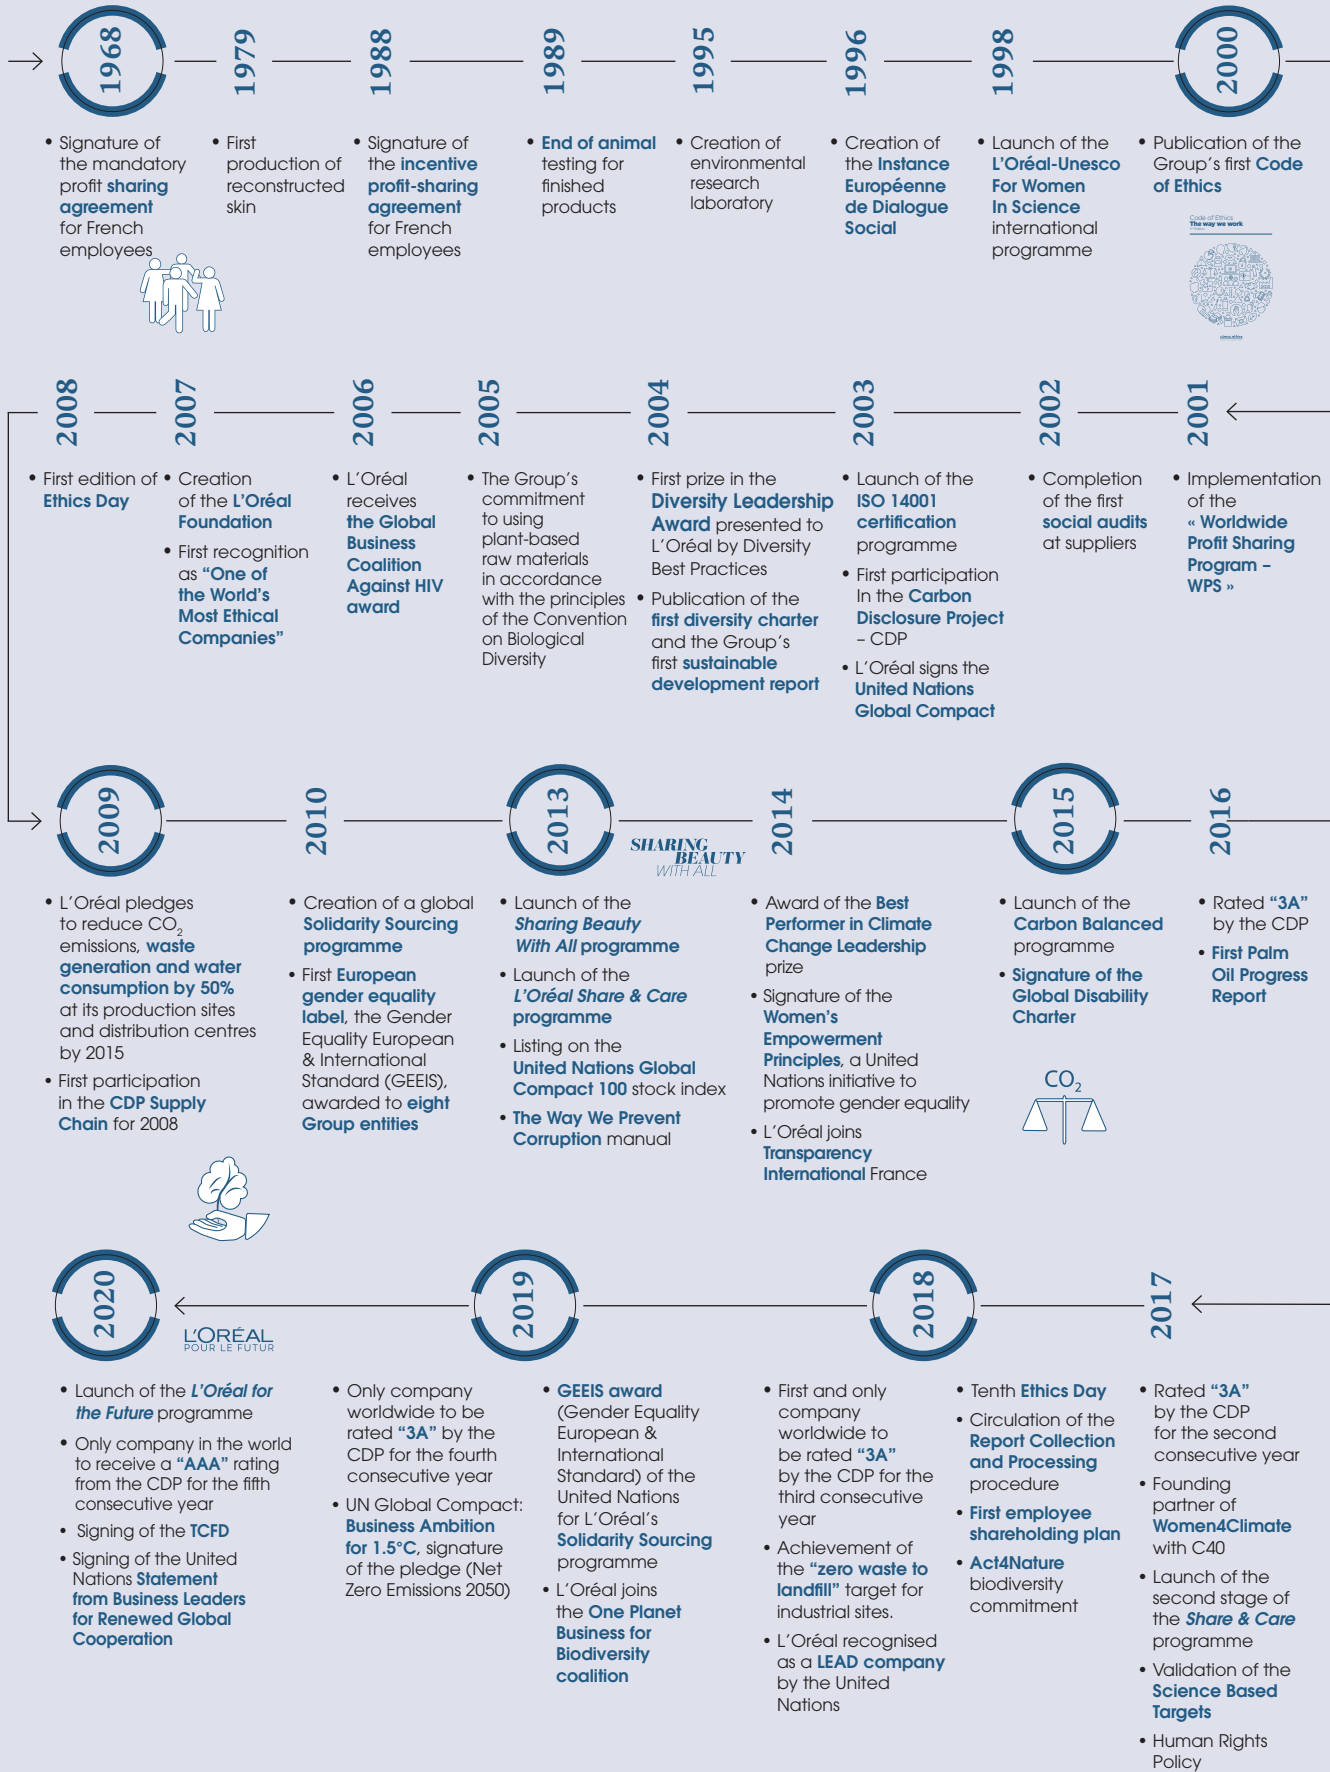 1968
• Signature of
the mandatory
profit sharing
agreement
for French
employees
1979
• First
production of
reconstructed
skin
1988
• Signature of
the incentive
profit-sharing
agreement
for French
employees
1989
• End of animal
testing for
finished
products
1995
• Creation of
environmental
research
laboratory
1996
• Creation of
the Instance
Européenne
de Dialogue
Social
1998
• Launch of the
L'Oréal-Unesco
For Women
In Science
international
programme
2000
• Publication of the
Group's first Code
of Ethics
Code of Ethics
The way we work
2008
• First edition of
Ethics Day
2007
• Creation
of the L'Oréal
Foundation
• First recognition
as “One of
the World's
Most Ethical
Companies”
2006
• L'Oréal
receives
the Global
Business
Coalition
Against HIV
award
2005
• The Group's
commitment
to using
plant-based
raw materials
in accordance
with the principles
of the Convention
on Biological
Diversity
2004
• First prize in the
Diversity Leadership
Award presented to
L'Oréal by Diversity
Best Practices
• Publication of the
first diversity charter
and the Group's
first sustainable
development report
2003
• Launch of the
ISO 14001
certification
programme
• First participation
In the Carbon
Disclosure Project
– CDP
• L'Oréal signs the
United Nations
Global Compact
2002
• Completion
of the first
social audits
at suppliers
2001
• Implementation
of the
« Worldwide
Profit Sharing
Program –
WPS »
2009
• L'Oréal pledges
to reduce CO₂
emissions, waste
generation and water
consumption by 50%
at its production sites
and distribution centres
by 2015
• First participation
in the CDP Supply
Chain for 2008
2010
• Creation of a global
Solidarity Sourcing
programme
• First European
gender equality
label, the Gender
Equality European
& International
Standard (GEEIS),
awarded to eight
Group entities
2013
SHARING
BEAUTY
WITH ALL
• Launch of the
Sharing Beauty
With All programme
• Launch of the
L'Oréal Share & Care
programme
• Listing on the
United Nations Global
Compact 100 stock index
• The Way We Prevent
Corruption manual
2014
• Award of the Best
Performer in Climate
Change Leadership
prize
• Signature of the
Women's
Empowerment
Principles, a United
Nations initiative to
promote gender equality
• L'Oréal joins
Transparency
International France
2015
• Launch of the
Carbon Balanced
programme
• Signature of the
Global Disability
Charter
CO₂
2016
• Rated “3A”
by the CDP
• First Palm
Oil Progress
Report
2020
L'ORÉAL
POUR LE FUTUR
• Launch of the L'Oréal for
the Future programme
• Only company in the world
to receive a “AAA” rating
from the CDP for the fifth
consecutive year
• Signing of the TCFD
• Signing of the United
Nations Statement
from Business Leaders
for Renewed Global
Cooperation
2019
• Only company
worldwide to be
rated “3A” by the
CDP for the fourth
consecutive year
• UN Global Compact:
Business Ambition
for 1.5°C, signature
of the pledge (Net
Zero Emissions 2050)
• GEEIS award
(Gender Equality
European &
International
Standard) of the
United Nations
for L'Oréal's
Solidarity Sourcing
programme
• L'Oréal joins
the One Planet
Business for
Biodiversity
coalition
2018
• First and only
company
worldwide to
be rated “3A”
by the CDP for the
third consecutive
year
• Achievement of
the “zero waste to
landfill” target for
industrial sites.
• L'Oréal recognised
as a LEAD company
by the United
Nations
• Tenth Ethics Day
• Circulation of the
Report Collection
and Processing
procedure
• First employee
shareholding plan
• Act4Nature
biodiversity
commitment
2017
• Rated “3A”
by the CDP
for the second
consecutive year
• Founding
partner of
Women4Climate
with C40
• Launch of the
second stage of
the Share & Care
programme
• Validation of the
Science Based
Targets
• Human Rights
Policy